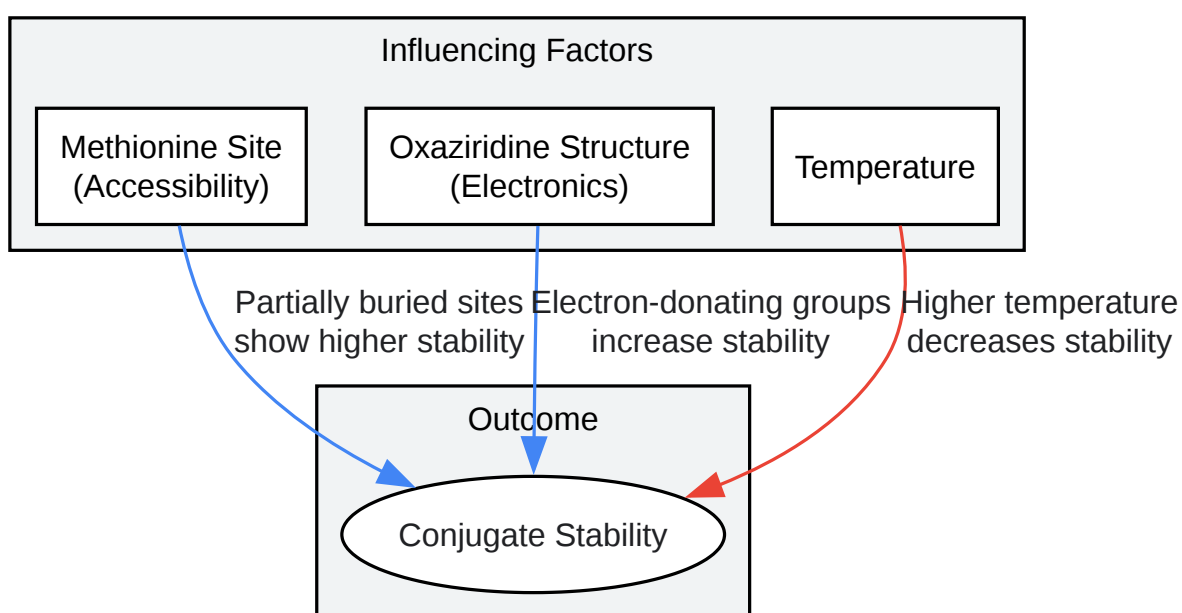 Influencing Factors
Methionine Site
(Accessibility)
Oxaziridine Structure
(Electronics)
Temperature
Partially buried sites
show higher stability
Electron-donating groups
increase stability
Higher temperature
decreases stability
Outcome
Conjugate Stability